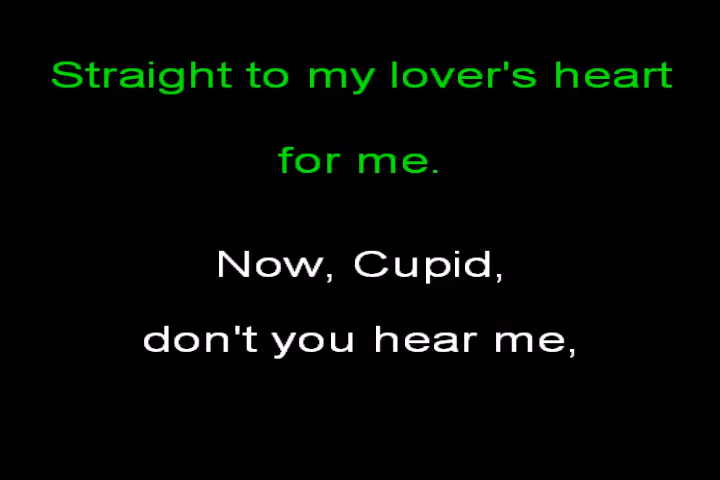 Straight to my lover's heart
for me.
Now, Cupid,
don't you hear me,